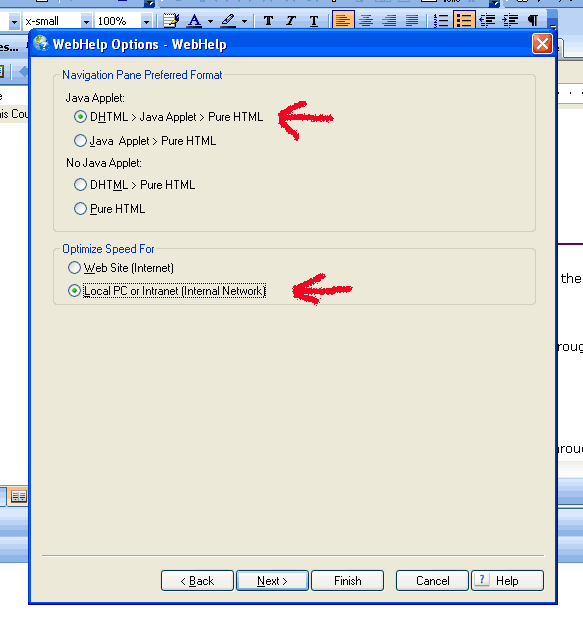 x-small 100% T T T
es...
WebHelp Options - WebHelp
e
is Cou
Navigation Pane Preferred Format
Java Applet:
DHTML > Java Applet > Pure HTML
Java Applet > Pure HTML
No Java Applet:
DHTML > Pure HTML
Pure HTML
Optimize Speed For
Web Site (Internet)
the
Local PC or Intranet (Internal Network)
roug
hroug
< Back Next > Finish Cancel ? Help